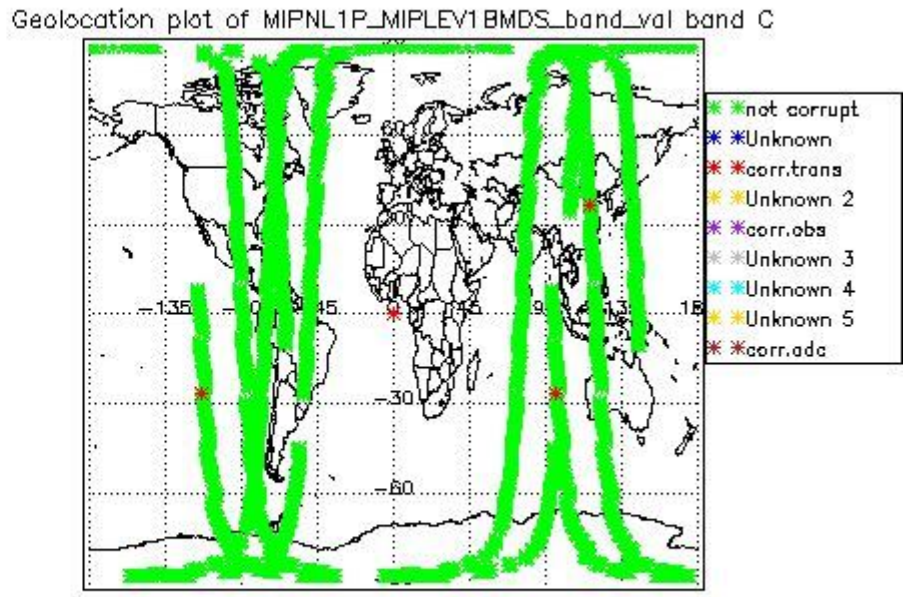 Geolocation plot of MIPNL1P_MIPLEV1BMDS_band_val band C
not corrupt
Unknown
corr.trans
Unknown 2
corr.obs
Unknown 3
Unknown 4
Unknown 5
corr.adc
60
-135
-30
-60